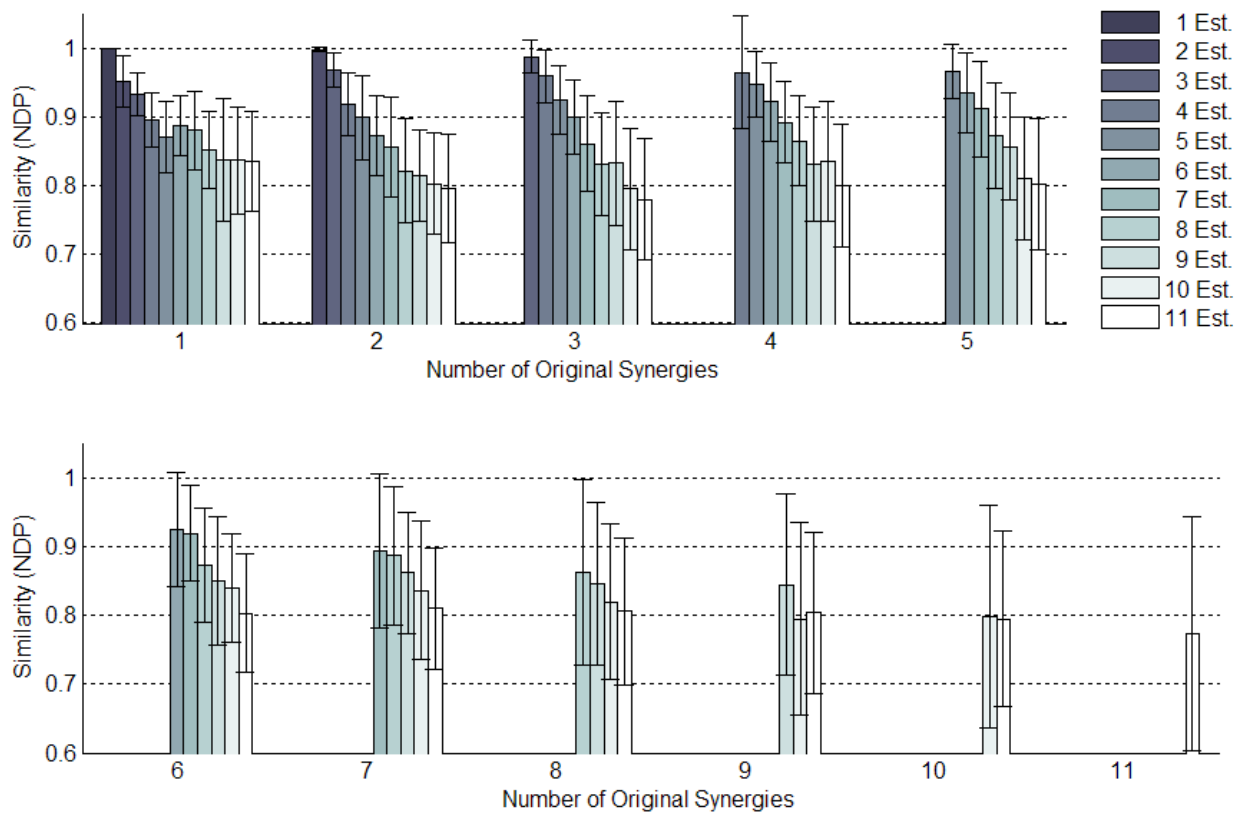 1
0.9
0.8
0.7
0.6
Similarity (NDP)
1 2 3 4 5
Number of Original Synergies
1 Est.
2 Est.
3 Est.
4 Est.
5 Est.
6 Est.
7 Est.
8 Est.
9 Est.
10 Est.
11 Est.
1
0.9
0.8
0.7
0.6
Similarity (NDP)
6 7 8 9 10 11
Number of Original Synergies